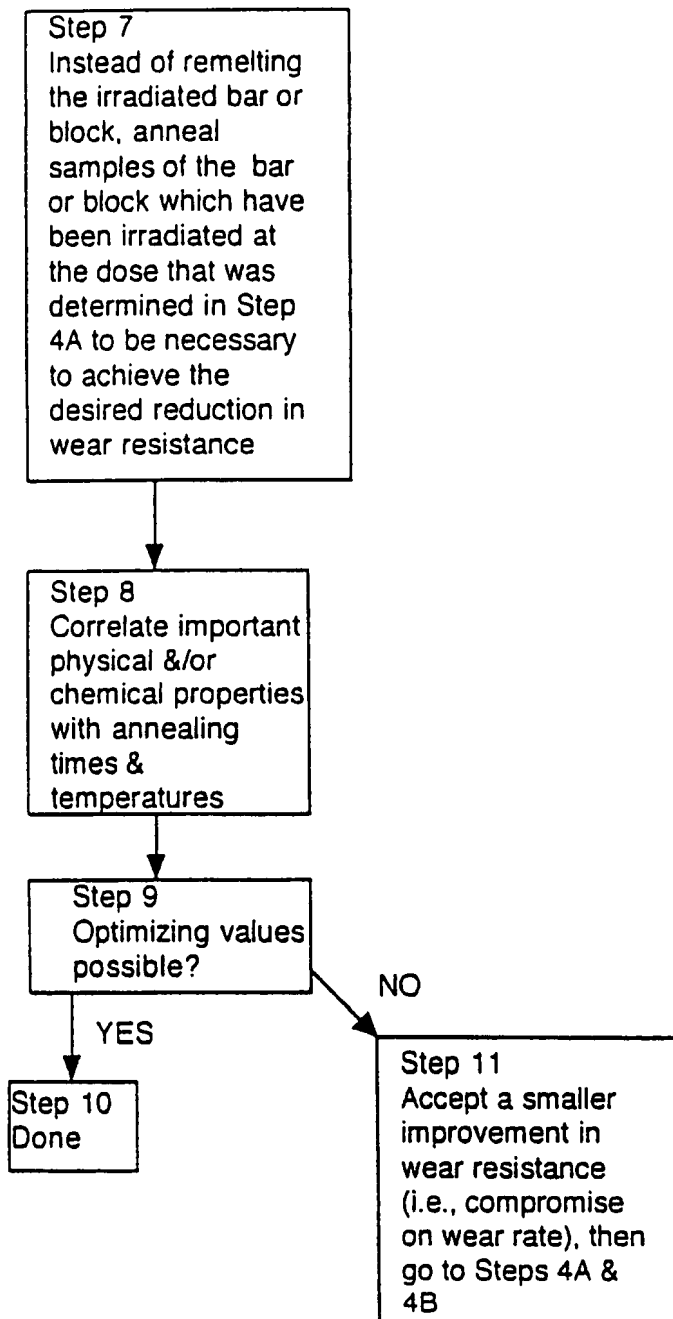 Step 7
Instead of remelting
the irradiated bar or
block, anneal
samples of the bar
or block which have
been irradiated at
the dose that was
determined in Step
4A to be necessary
to achieve the
desired reduction in
wear resistance
Step 8
Correlate important
physical &/or
chemical properties
with annealing
times &
temperatures
Step 9
Optimizing values
possible?
YES
NO
Step 10
Done
Step 11
Accept a smaller
improvement in
wear resistance
(i.e., compromise
on wear rate), then
go to Steps 4A &
4B